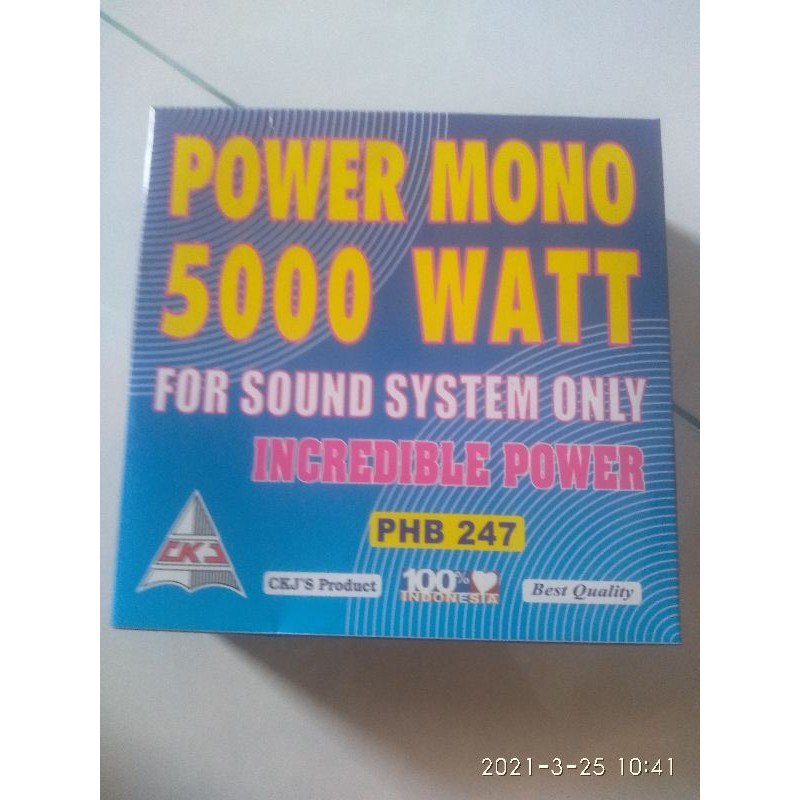 POWER MONO
5000 WATT
FOR SOUND SYSTEM ONLY
INCREDIBLE POWER
PHB 247
CKJ
CKJ'S Product
100%
INDONESIA
Best Quality
2021-3-25 10:41